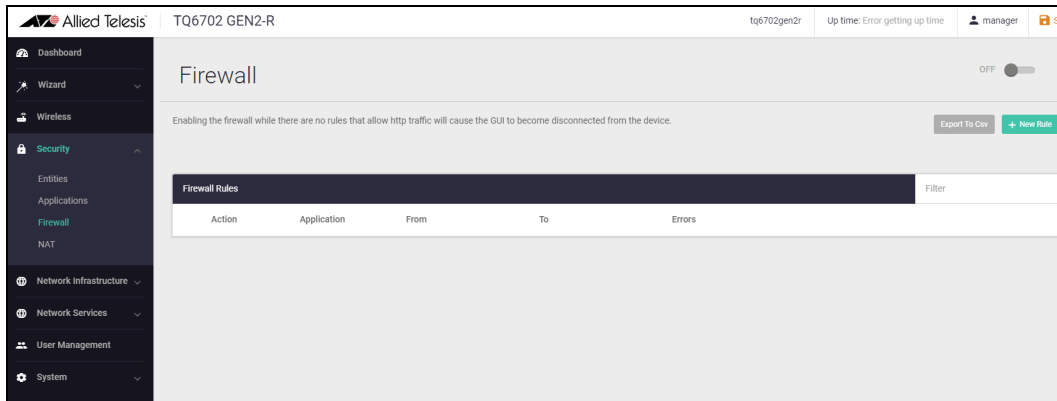 Allied Telesis
TQ6702 GEN2-R
tq6702gen2r
Up time: Error getting up time
manager
S
Dashboard
Wizard
Wireless
Security
Entities
Applications
Firewall
NAT
Network Infrastructure
Network Services
User Management
System
Firewall
OFF
Enabling the firewall while there are no rules that allow http traffic will cause the GUI to become disconnected from the device.
Export To Csv
+ New Rule
Firewall Rules
Filter
Action Application From To Errors